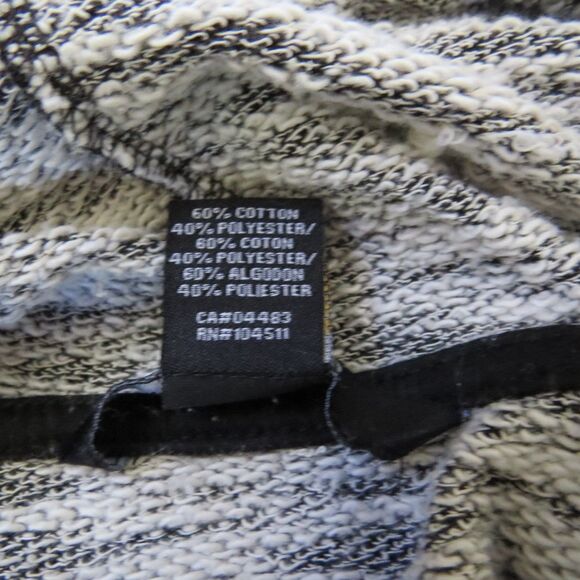 60% COTTON
40% POLYESTER/
60% COTON
40% POLYESTER/
60% ALGODON
40% POLIESTER
CA#04483
RN#104511